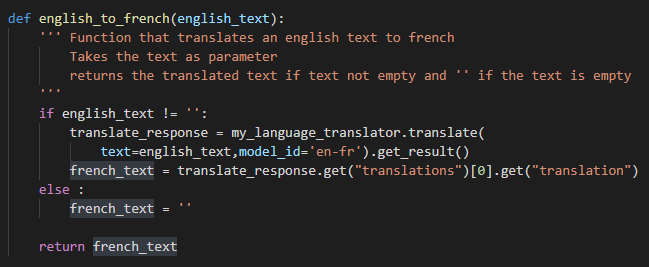 def english_to_french(english_text):
    ''' Function that translates an english text to french
        Takes the text as parameter
        returns the translated text if text not empty and '' if the text is empty
    '''
    if english_text != '':
        translate_response = my_language_translator.translate(
            text=english_text,model_id='en-fr').get_result()
        french_text = translate_response.get("translations")[0].get("translation")
    else :
        french_text = ''

    return french_text